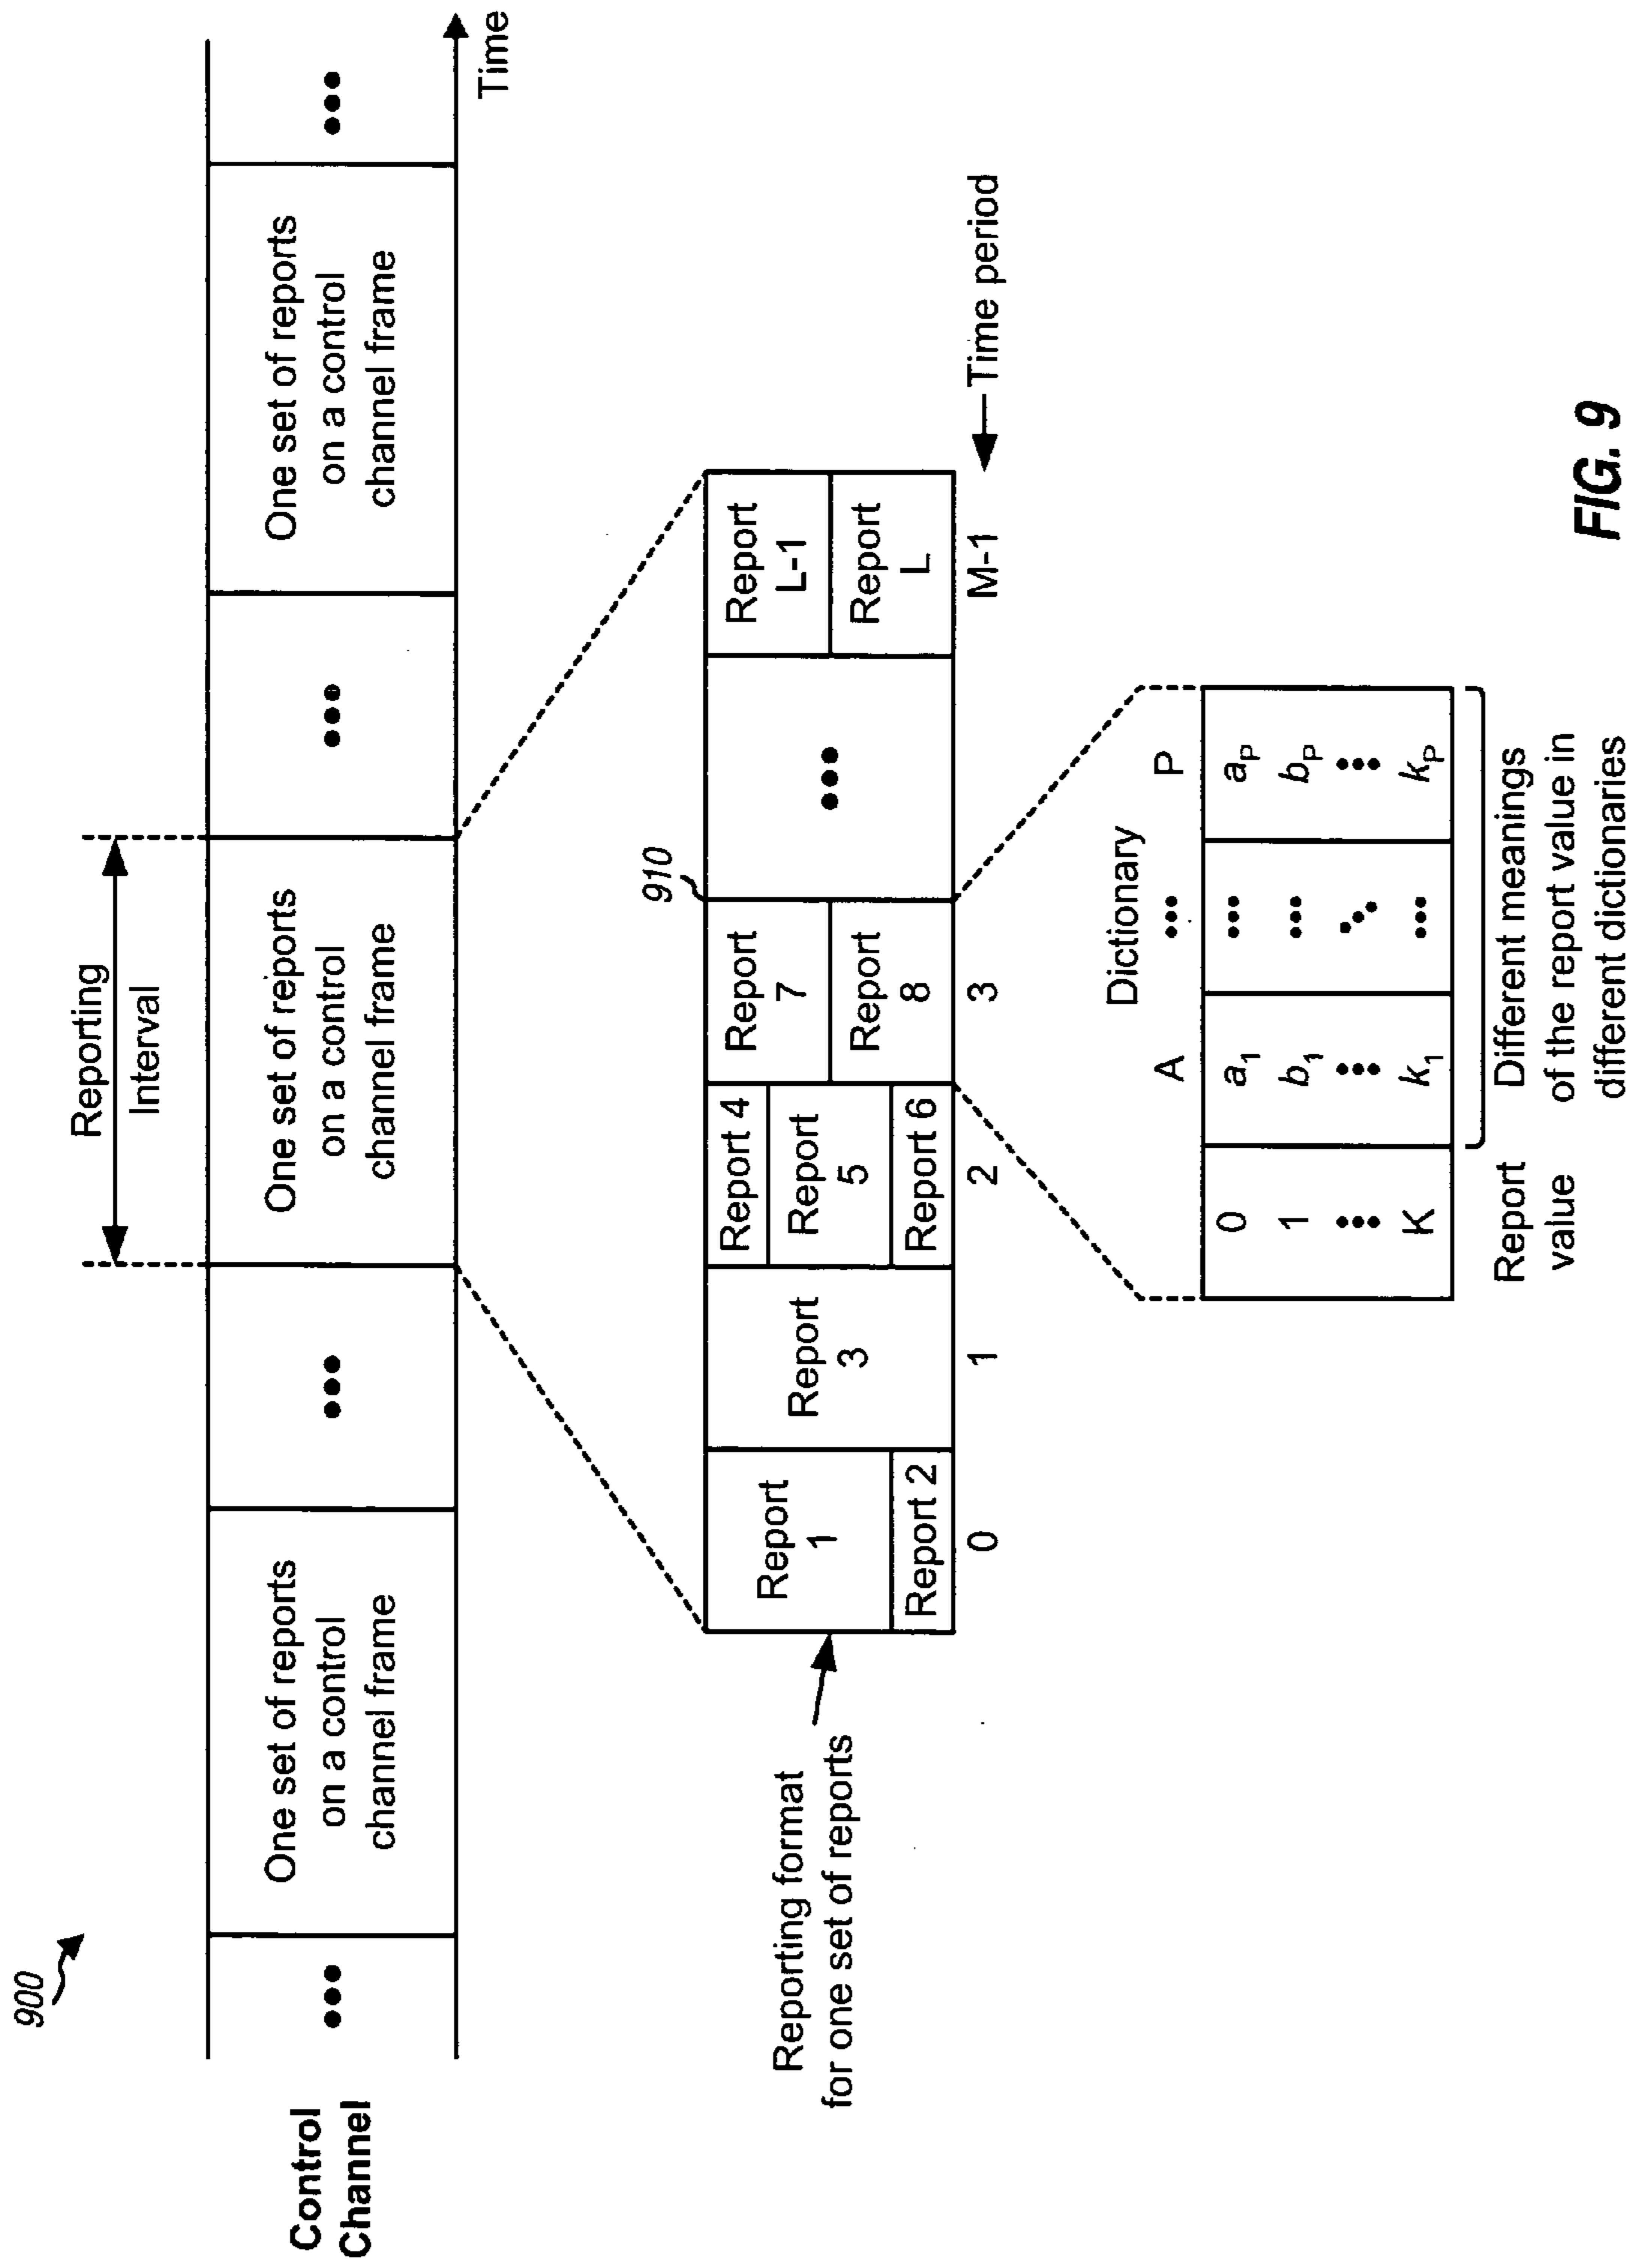 900
Control
Channel
Reporting
Interval
•••
One set of reports
on a control
channel frame
•••
One set of reports
on a control
channel frame
•••
One set of reports
on a control
channel frame
•••
Time
Reporting format
for one set of reports
910
Report
1
Report 2
Report
3
Report 4
Report
5
Report 6
Report
7
Report
8
•••
Report
L-1
Report
L
0 1 2 3 M-1
Time period
Dictionary
A ••• P
0 a₁ ••• aₚ
1 b₁ ••• bₚ
K k₁ ••• kₚ
Report
value
Different meanings
of the report value in
different dictionaries
FIG. 9